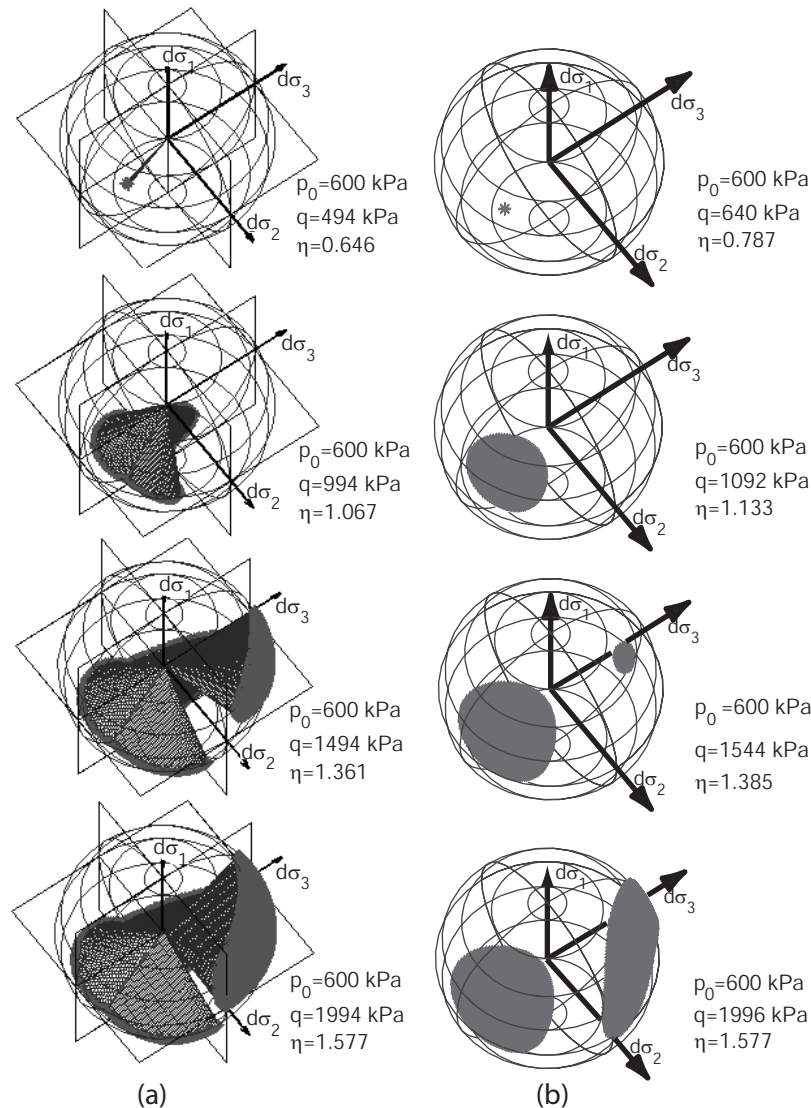 dσ₁
dσ₃
dσ₂
p₀=600 kPa
q=494 kPa
η=0.646
dσ₁
dσ₃
dσ₂
p₀=600 kPa
q=640 kPa
η=0.787
dσ₁
dσ₃
dσ₂
p₀=600 kPa
q=994 kPa
η=1.067
dσ₁
dσ₃
dσ₂
p₀=600 kPa
q=1092 kPa
η=1.133
dσ₁
dσ₃
dσ₂
p₀=600 kPa
q=1494 kPa
η=1.361
dσ₁
dσ₃
dσ₂
p₀=600 kPa
q=1544 kPa
η=1.385
dσ₁
dσ₃
dσ₂
p₀=600 kPa
q=1994 kPa
η=1.577
dσ₁
dσ₃
dσ₂
p₀=600 kPa
q=1996 kPa
η=1.577
(a)
(b)